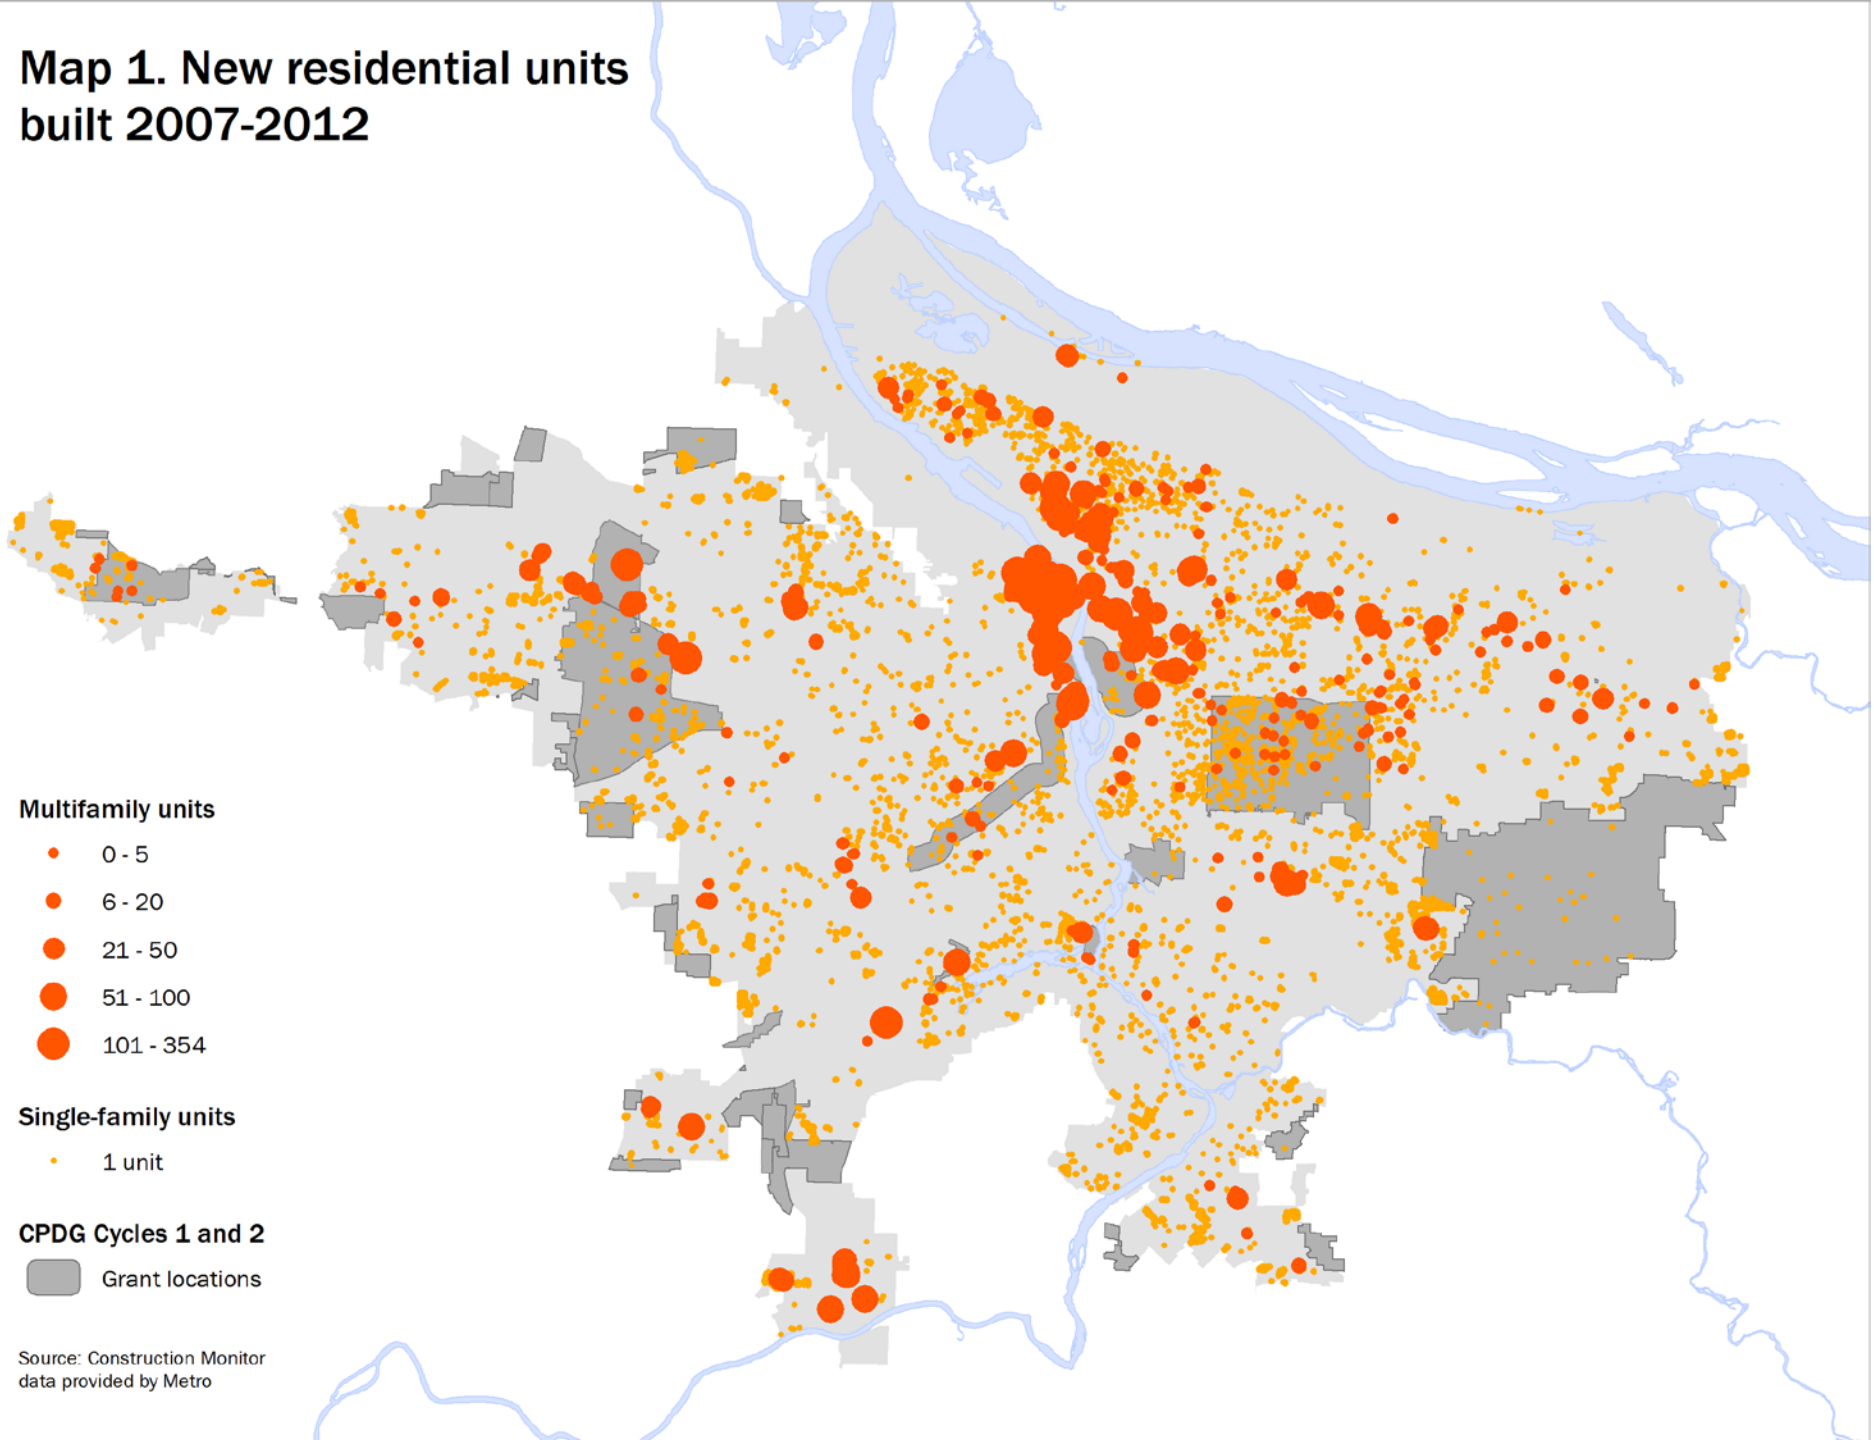 Map 1. New residential units
built 2007-2012
Multifamily units
0 - 5
6 - 20
21 - 50
51 - 100
101 - 354
Single-family units
1 unit
CPDG Cycles 1 and 2
Grant locations
Source: Construction Monitor
data provided by Metro